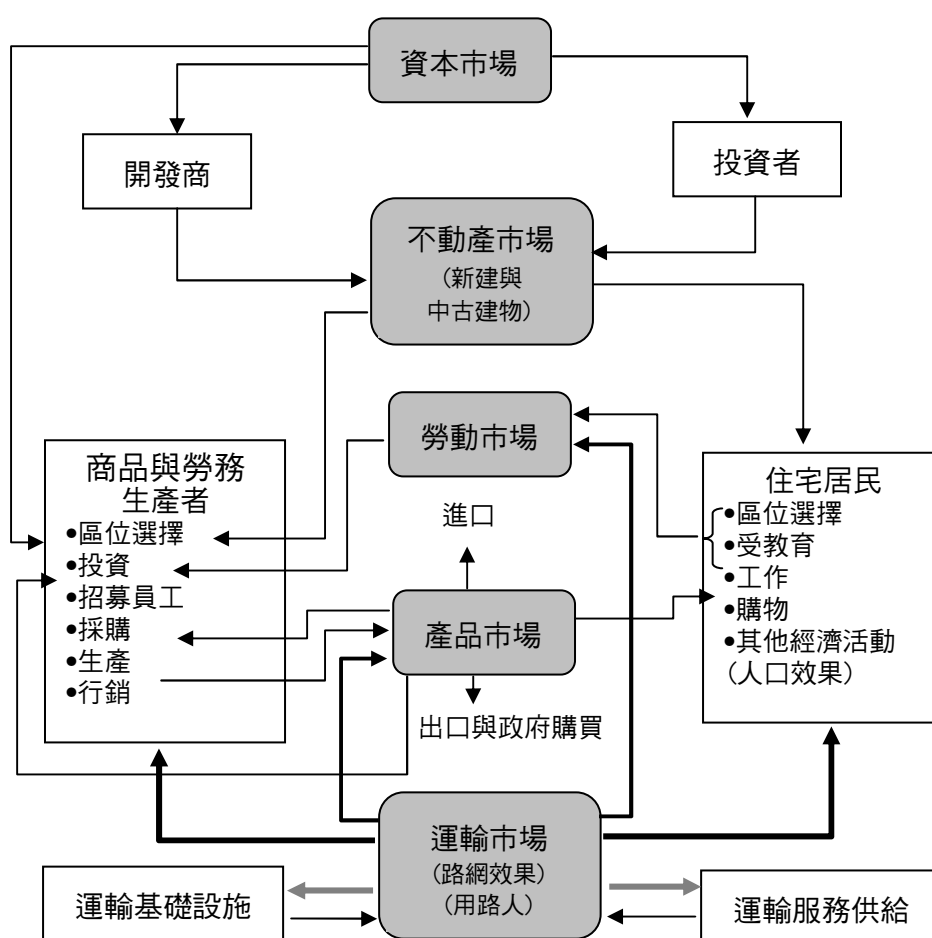 資本市場
開發商
投資者
不動產市場
(新建與
中古建物)
勞動市場
商品與勞務
生產者
•區位選擇
•投資
•招募員工
•採購
•生產
•行銷
進口
產品市場
出口與政府購買
住宅居民
•區位選擇
•受教育
•工作
•購物
•其他經濟活動
(人口效果)
運輸市場
(路網效果)
(用路人)
運輸基礎設施
運輸服務供給